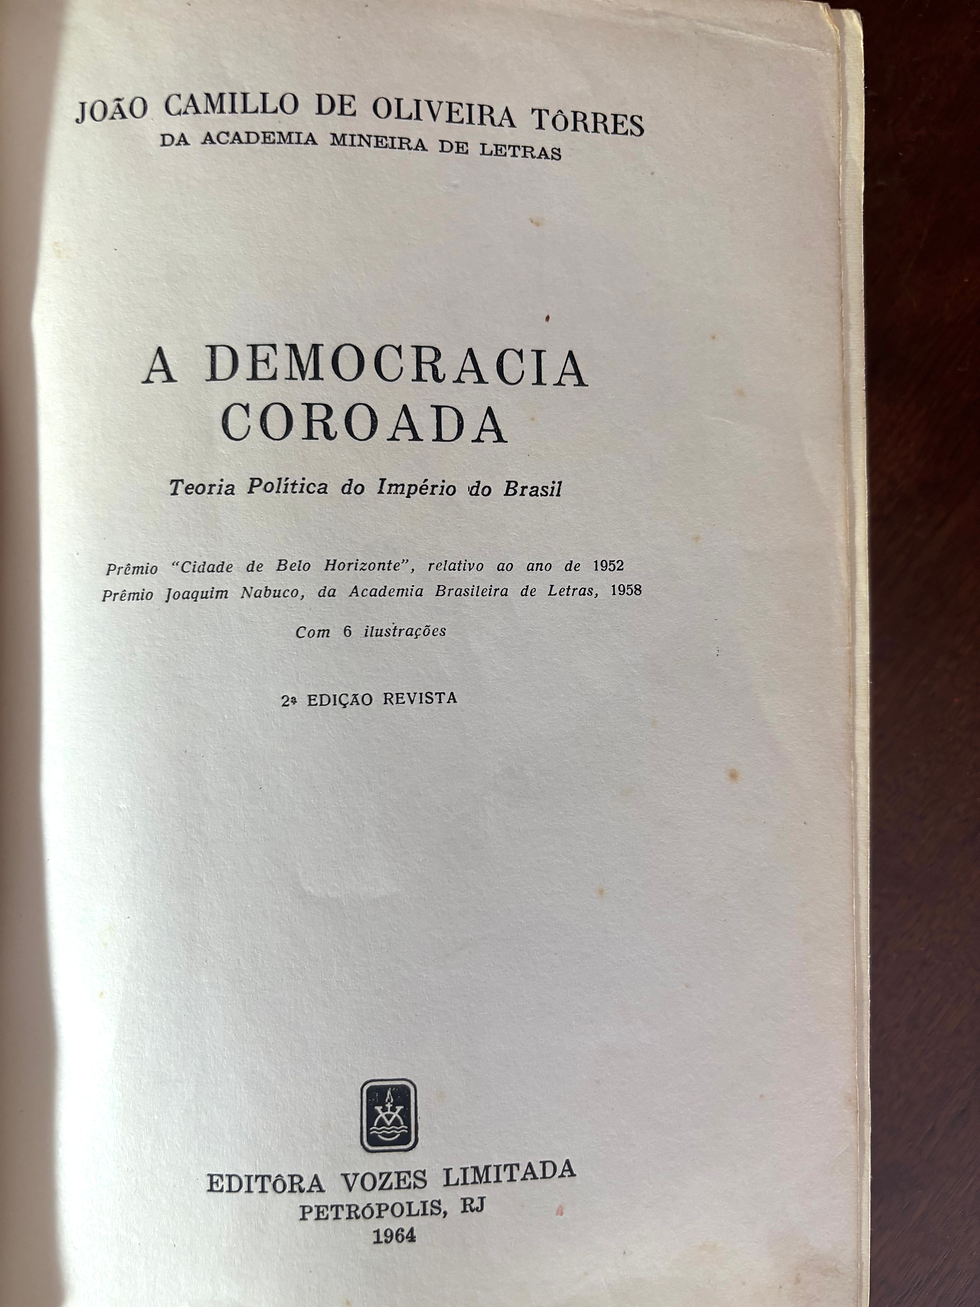 JOÃO CAMILLO DE OLIVEIRA TÔRRES
DA ACADEMIA MINEIRA DE LETRAS
A DEMOCRACIA
COROADA
Teoria Política do Império do Brasil
Prêmio “Cidade de Belo Horizonte”, relativo ao ano de 1952
Prêmio Joaquim Nabuco, da Academia Brasileira de Letras, 1958
Com 6 ilustrações
2ª EDIÇÃO REVISTA
EDITÔRA VOZES LIMITADA
PETRÓPOLIS, RJ
1964